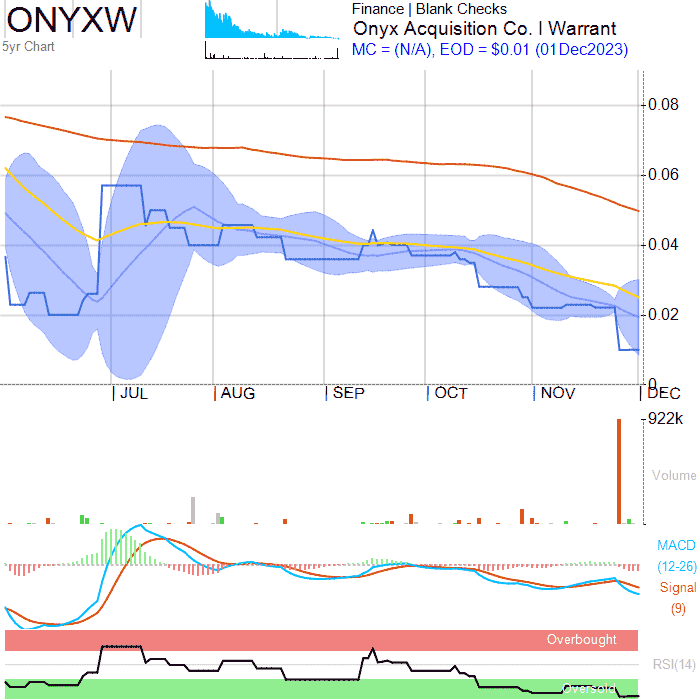 ONYXW
5yr Chart
Finance | Blank Checks
Onyx Acquisition Co. I Warrant
MC = (N/A), EOD = $0.01 (01Dec2023)
0.08
0.06
0.04
0.02
0
JUL AUG SEP OCT NOV DEC
922k
Volume
MACD
(12-26)
Signal
(9)
Overbought
RSI(14)
Oversold